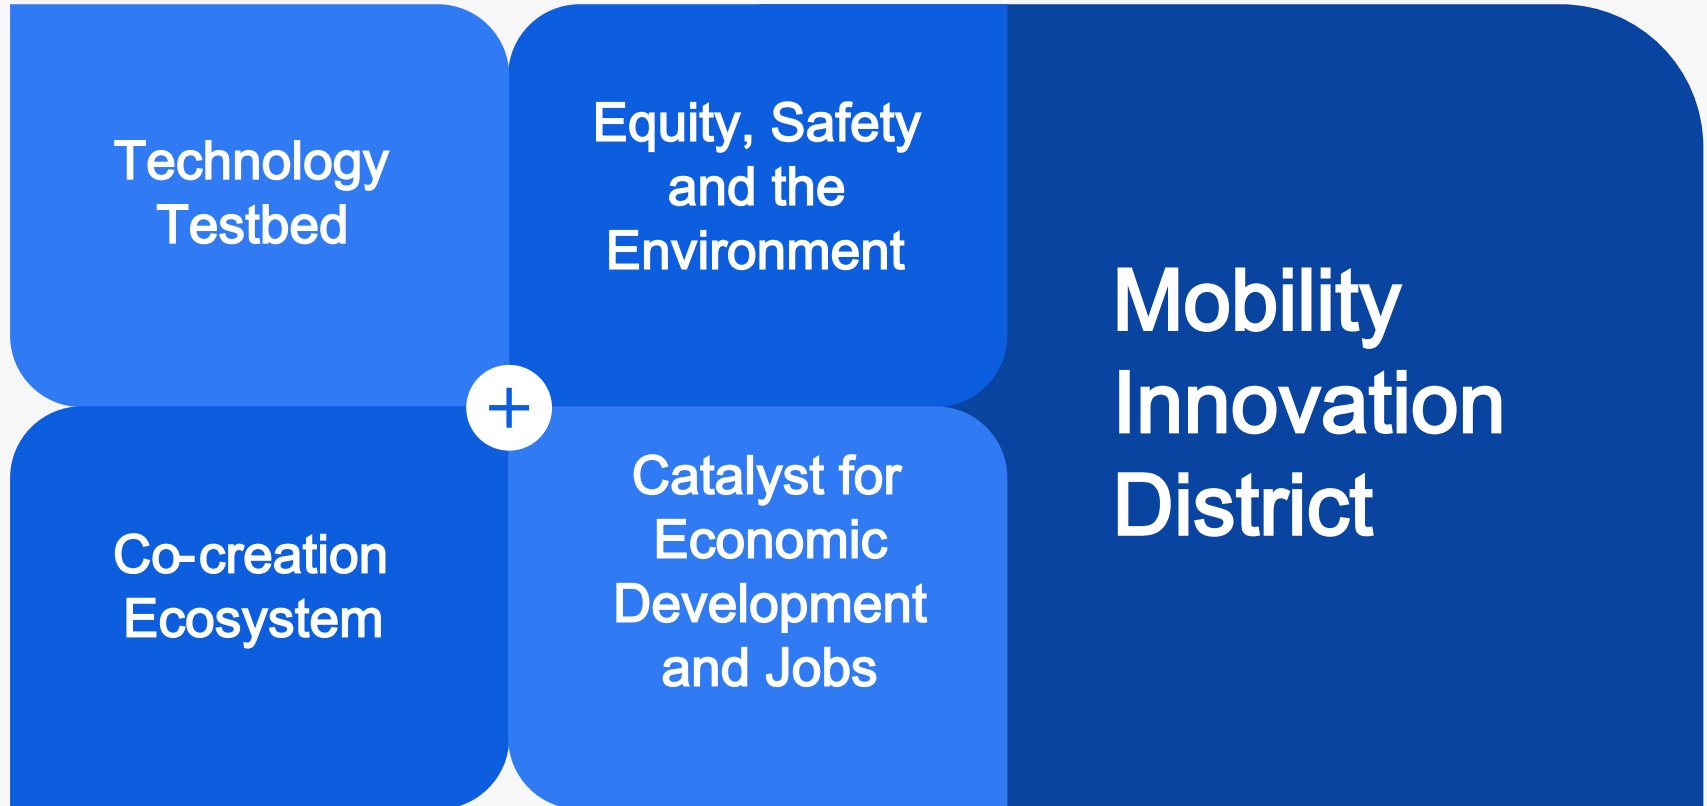 Technology
Testbed
Equity, Safety
and the
Environment
Co-creation
Ecosystem
Catalyst for
Economic
Development
and Jobs
Mobility
Innovation
District